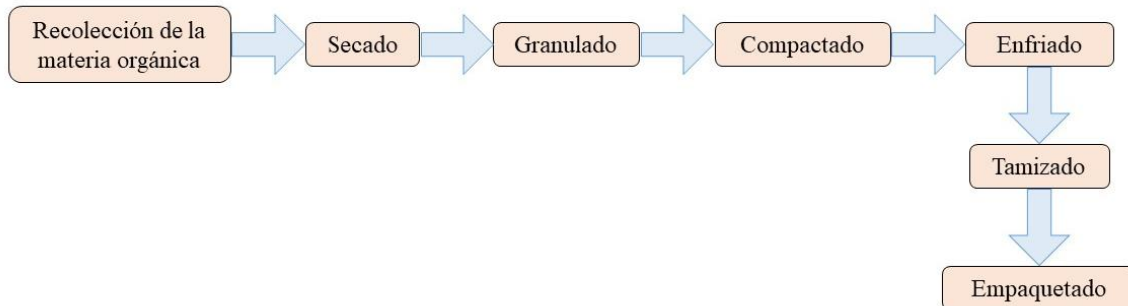 Recolección de la
materia orgánica
Secado
Granulado
Compactado
Enfriado
Tamizado
Empaquetado